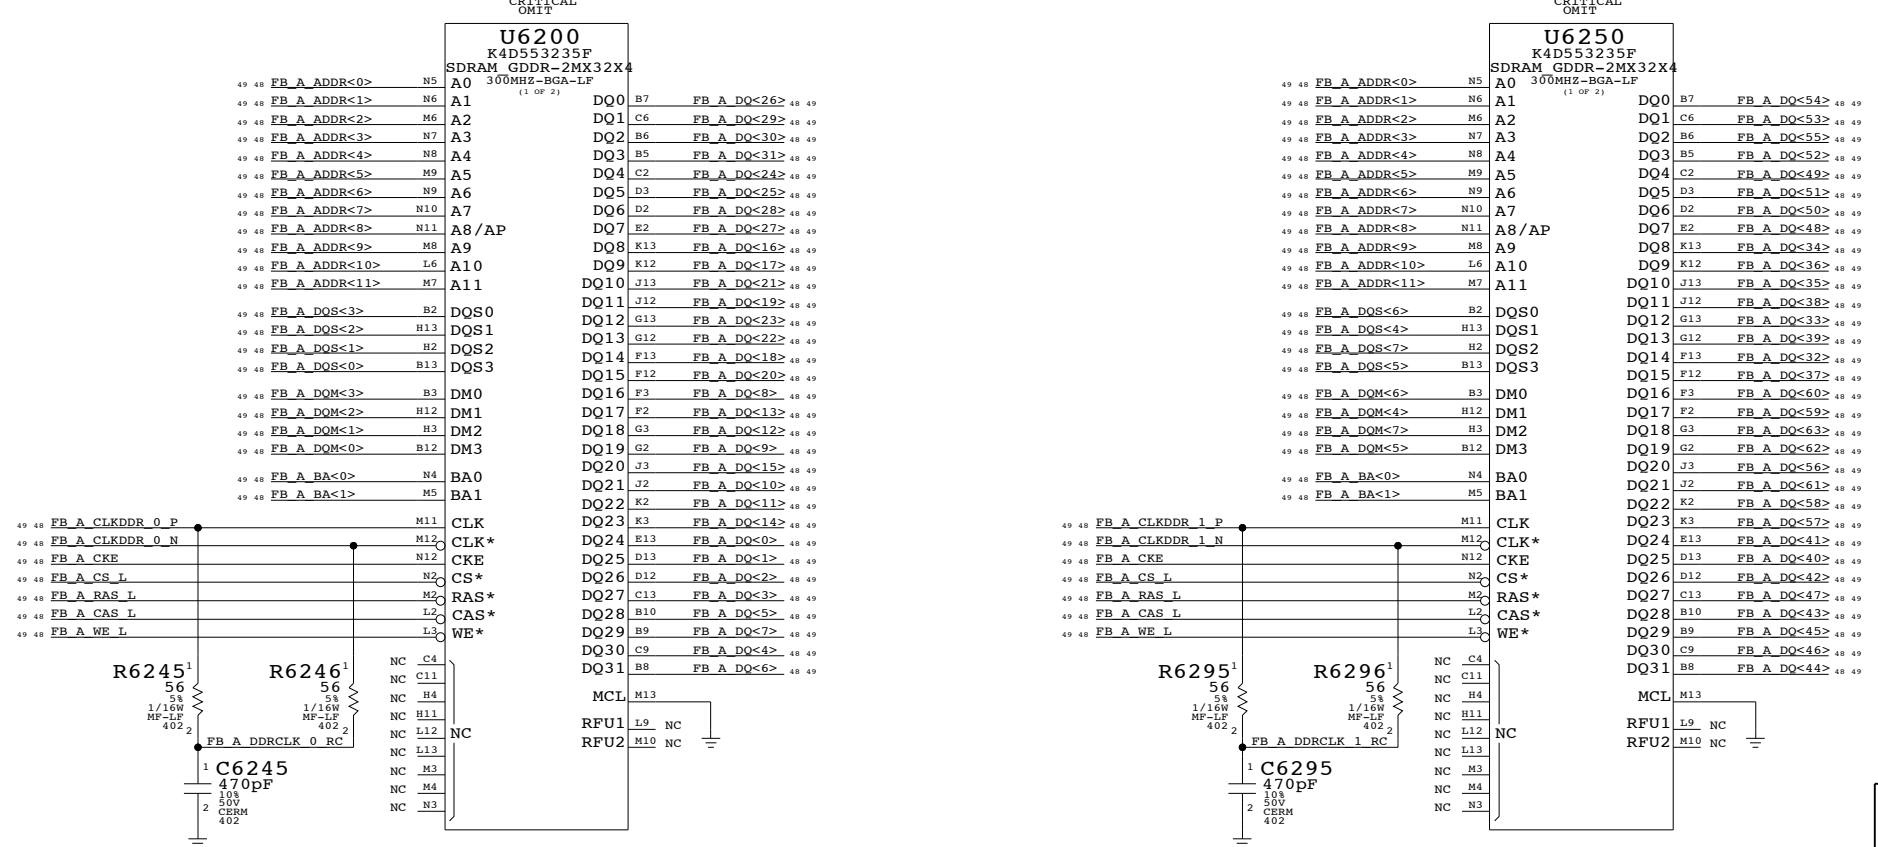 CRITICAL
OMIT
U6200
K4D553235F
SDRAM_GDDR-2MX32X4
300MHZ-BGA-LF
(1 OF 2)
49 48 FB_A_ADDR<0> N5 A0
49 48 FB_A_ADDR<1> N6 A1 DQ0 B7 FB_A_DQ<26> 48 49
49 48 FB_A_ADDR<2> M6 A2 DQ1 C6 FB_A_DQ<29> 48 49
49 48 FB_A_ADDR<3> N7 A3 DQ2 B6 FB_A_DQ<30> 48 49
49 48 FB_A_ADDR<4> N8 A4 DQ3 B5 FB_A_DQ<31> 48 49
49 48 FB_A_ADDR<5> M9 A5 DQ4 C2 FB_A_DQ<24> 48 49
49 48 FB_A_ADDR<6> N9 A6 DQ5 D3 FB_A_DQ<25> 48 49
49 48 FB_A_ADDR<7> N10 A7 DQ6 D2 FB_A_DQ<28> 48 49
49 48 FB_A_ADDR<8> N11 A8/AP DQ7 E2 FB_A_DQ<27> 48 49
49 48 FB_A_ADDR<9> M8 A9 DQ8 K13 FB_A_DQ<16> 48 49
49 48 FB_A_ADDR<10> L6 A10 DQ9 K12 FB_A_DQ<17> 48 49
49 48 FB_A_ADDR<11> M7 A11 DQ10 J13 FB_A_DQ<21> 48 49
DQ11 J12 FB_A_DQ<19> 48 49
49 48 FB_A_DQS<3> B2 DQS0 DQ12 G13 FB_A_DQ<23> 48 49
49 48 FB_A_DQS<2> H13 DQS1 DQ13 G12 FB_A_DQ<22> 48 49
49 48 FB_A_DQS<1> H2 DQS2 DQ14 F13 FB_A_DQ<18> 48 49
49 48 FB_A_DQS<0> B13 DQS3 DQ15 F12 FB_A_DQ<20> 48 49
49 48 FB_A_DQM<3> B3 DM0 DQ16 F3 FB_A_DQ<8> 48 49
49 48 FB_A_DQM<2> H12 DM1 DQ17 F2 FB_A_DQ<13> 48 49
49 48 FB_A_DQM<1> H3 DM2 DQ18 G3 FB_A_DQ<12> 48 49
49 48 FB_A_DQM<0> B12 DM3 DQ19 G2 FB_A_DQ<9> 48 49
DQ20 J3 FB_A_DQ<15> 48 49
49 48 FB_A_BA<0> N4 BA0 DQ21 J2 FB_A_DQ<10> 48 49
49 48 FB_A_BA<1> M5 BA1 DQ22 K2 FB_A_DQ<11> 48 49
49 48 FB_A_CLKDDR_0_P M11 CLK DQ23 K3 FB_A_DQ<14> 48 49
49 48 FB_A_CLKDDR_0_N M12 CLK* DQ24 E13 FB_A_DQ<0> 48 49
49 48 FB_A_CKE N12 CKE DQ25 D13 FB_A_DQ<1> 48 49
49 48 FB_A_CS_L N2 CS* DQ26 D12 FB_A_DQ<2> 48 49
49 48 FB_A_RAS_L M2 RAS* DQ27 C13 FB_A_DQ<3> 48 49
49 48 FB_A_CAS_L L2 CAS* DQ28 B10 FB_A_DQ<5> 48 49
49 48 FB_A_WE_L L3 WE* DQ29 B9 FB_A_DQ<7> 48 49
DQ30 C9 FB_A_DQ<4> 48 49
DQ31 B8 FB_A_DQ<6> 48 49
MCL M13
RFU1 L9 NC
RFU2 M10 NC
NC C4
NC C11
NC H4
NC H11
NC L12 NC
NC L13
NC M3
NC M4
NC N3
R6245 1
56
5%
1/16W
MF-LF
402 2
R6246 1
56
5%
1/16W
MF-LF
402 2
FB_A_DDRCLK_0_RC
1 C6245
470pF
10%
2 50V
CERM
402
CRITICAL
OMIT
U6250
K4D553235F
SDRAM_GDDR-2MX32X4
300MHZ-BGA-LF
(1 OF 2)
49 48 FB_A_ADDR<0> N5 A0
49 48 FB_A_ADDR<1> N6 A1 DQ0 B7 FB_A_DQ<54> 48 49
49 48 FB_A_ADDR<2> M6 A2 DQ1 C6 FB_A_DQ<53> 48 49
49 48 FB_A_ADDR<3> N7 A3 DQ2 B6 FB_A_DQ<55> 48 49
49 48 FB_A_ADDR<4> N8 A4 DQ3 B5 FB_A_DQ<52> 48 49
49 48 FB_A_ADDR<5> M9 A5 DQ4 C2 FB_A_DQ<49> 48 49
49 48 FB_A_ADDR<6> N9 A6 DQ5 D3 FB_A_DQ<51> 48 49
49 48 FB_A_ADDR<7> N10 A7 DQ6 D2 FB_A_DQ<50> 48 49
49 48 FB_A_ADDR<8> N11 A8/AP DQ7 E2 FB_A_DQ<48> 48 49
49 48 FB_A_ADDR<9> M8 A9 DQ8 K13 FB_A_DQ<34> 48 49
49 48 FB_A_ADDR<10> L6 A10 DQ9 K12 FB_A_DQ<36> 48 49
49 48 FB_A_ADDR<11> M7 A11 DQ10 J13 FB_A_DQ<35> 48 49
DQ11 J12 FB_A_DQ<38> 48 49
49 48 FB_A_DQS<6> B2 DQS0 DQ12 G13 FB_A_DQ<33> 48 49
49 48 FB_A_DQS<4> H13 DQS1 DQ13 G12 FB_A_DQ<39> 48 49
49 48 FB_A_DQS<7> H2 DQS2 DQ14 F13 FB_A_DQ<32> 48 49
49 48 FB_A_DQS<5> B13 DQS3 DQ15 F12 FB_A_DQ<37> 48 49
49 48 FB_A_DQM<6> B3 DM0 DQ16 F3 FB_A_DQ<60> 48 49
49 48 FB_A_DQM<4> H12 DM1 DQ17 F2 FB_A_DQ<59> 48 49
49 48 FB_A_DQM<7> H3 DM2 DQ18 G3 FB_A_DQ<63> 48 49
49 48 FB_A_DQM<5> B12 DM3 DQ19 G2 FB_A_DQ<62> 48 49
DQ20 J3 FB_A_DQ<56> 48 49
49 48 FB_A_BA<0> N4 BA0 DQ21 J2 FB_A_DQ<61> 48 49
49 48 FB_A_BA<1> M5 BA1 DQ22 K2 FB_A_DQ<58> 48 49
49 48 FB_A_CLKDDR_1_P M11 CLK DQ23 K3 FB_A_DQ<57> 48 49
49 48 FB_A_CLKDDR_1_N M12 CLK* DQ24 E13 FB_A_DQ<41> 48 49
49 48 FB_A_CKE N12 CKE DQ25 D13 FB_A_DQ<40> 48 49
49 48 FB_A_CS_L N2 CS* DQ26 D12 FB_A_DQ<42> 48 49
49 48 FB_A_RAS_L M2 RAS* DQ27 C13 FB_A_DQ<47> 48 49
49 48 FB_A_CAS_L L2 CAS* DQ28 B10 FB_A_DQ<43> 48 49
49 48 FB_A_WE_L L3 WE* DQ29 B9 FB_A_DQ<45> 48 49
DQ30 C9 FB_A_DQ<46> 48 49
DQ31 B8 FB_A_DQ<44> 48 49
MCL M13
RFU1 L9 NC
RFU2 M10 NC
NC C4
NC C11
NC H4
NC H11
NC L12 NC
NC L13
NC M3
NC M4
NC N3
R6295 1
56
5%
1/16W
MF-LF
402 2
R6296 1
56
5%
1/16W
MF-LF
402 2
FB_A_DDRCLK_1_RC
1 C6295
470pF
10%
2 50V
CERM
402